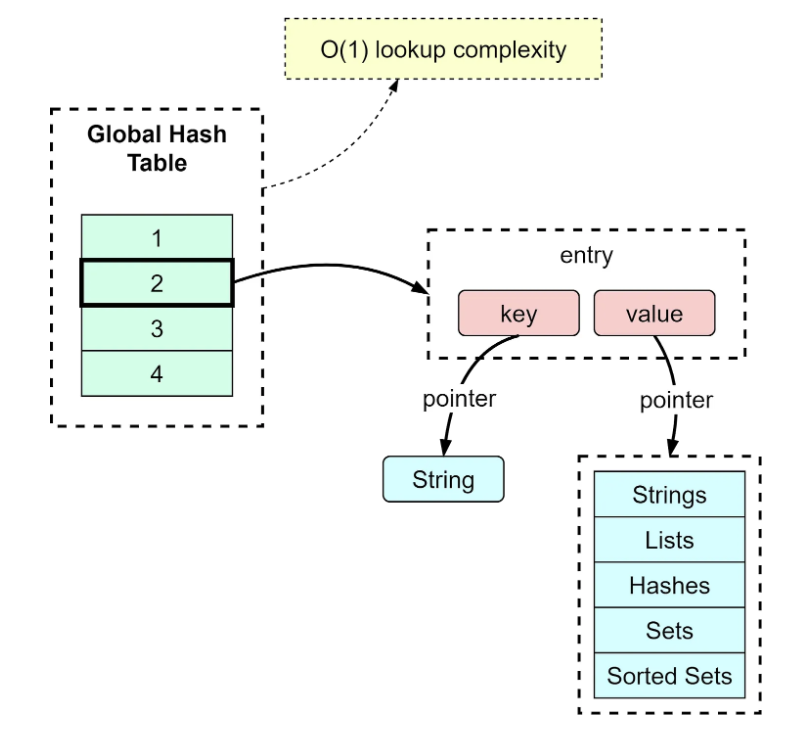 O(1) lookup complexity
Global Hash
Table
1
2
3
4
entry
key
value
pointer
pointer
String
Strings
Lists
Hashes
Sets
Sorted Sets